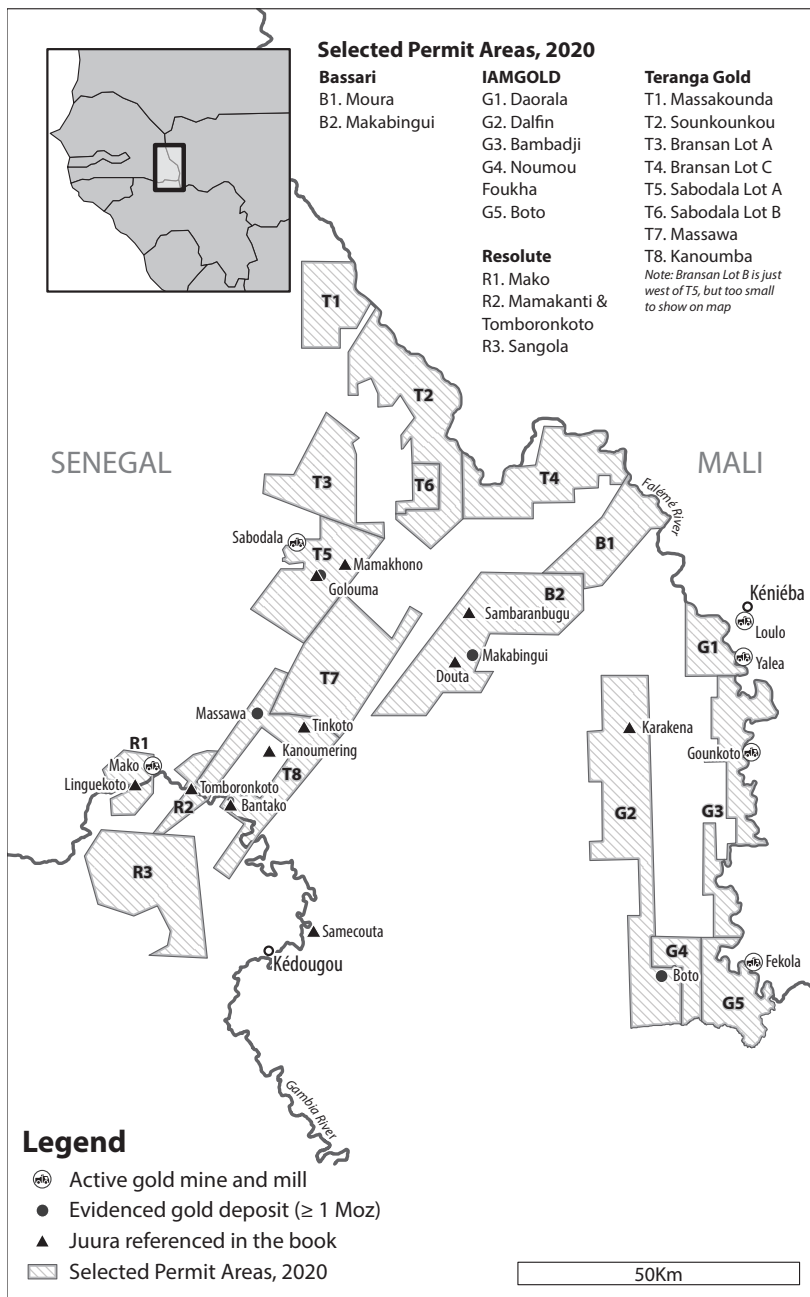 Selected Permit Areas, 2020
Bassari
B1. Moura
B2. Makabingui
IAMGOLD
G1. Daorala
G2. Dalfin
G3. Bambadji
G4. Noumou
Foukha
G5. Boto
Resolute
R1. Mako
R2. Mamakanti &
Tomboronkoto
R3. Sangola
Teranga Gold
T1. Massakounda
T2. Sounkounkou
T3. Bransan Lot A
T4. Bransan Lot C
T5. Sabodala Lot A
T6. Sabodala Lot B
T7. Massawa
T8. Kanoumba
Note: Bransan Lot B is just
west of T5, but too small
to show on map
T1
T2
SENEGAL
MALI
T3
T6
T4
Falémé River
Sabodala
T5
Mamakhono
Golouma
B1
B2
Kéniéba
Sambaranbugu
Loulo
G1
Makabingui
Yalea
Douta
T7
Massawa
Tinkoto
Karakena
R1
Kanoumering
Gounkoto
Mako
T8
Linguekoto
Tomboronkoto
R2
Bantako
G2
G3
R3
Samecouta
Kédougou
G4
Fekola
Boto
G5
Gambia River
Legend
Active gold mine and mill
Evidenced gold deposit (≥ 1 Moz)
Juura referenced in the book
Selected Permit Areas, 2020
50Km